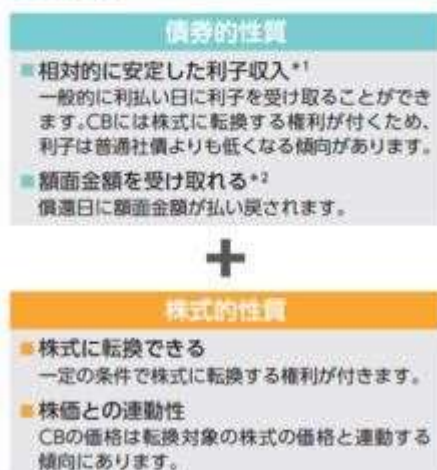 債券的性質
■相対的に安定した利子収入*1
一般的に利払い日に利子を受け取ることができ
ます。CBには株式に転換する権利が付くため、
利子は普通社債よりも低くなる傾向があります。
■額面金額を受け取れる*2
償還日に額面金額が払い戻されます。
+
株式的性質
■株式に転換できる
一定の条件で株式に転換する権利が付きます。
■株価との連動性
CBの価格は転換対象の株式の価格と連動する
傾向にあります。